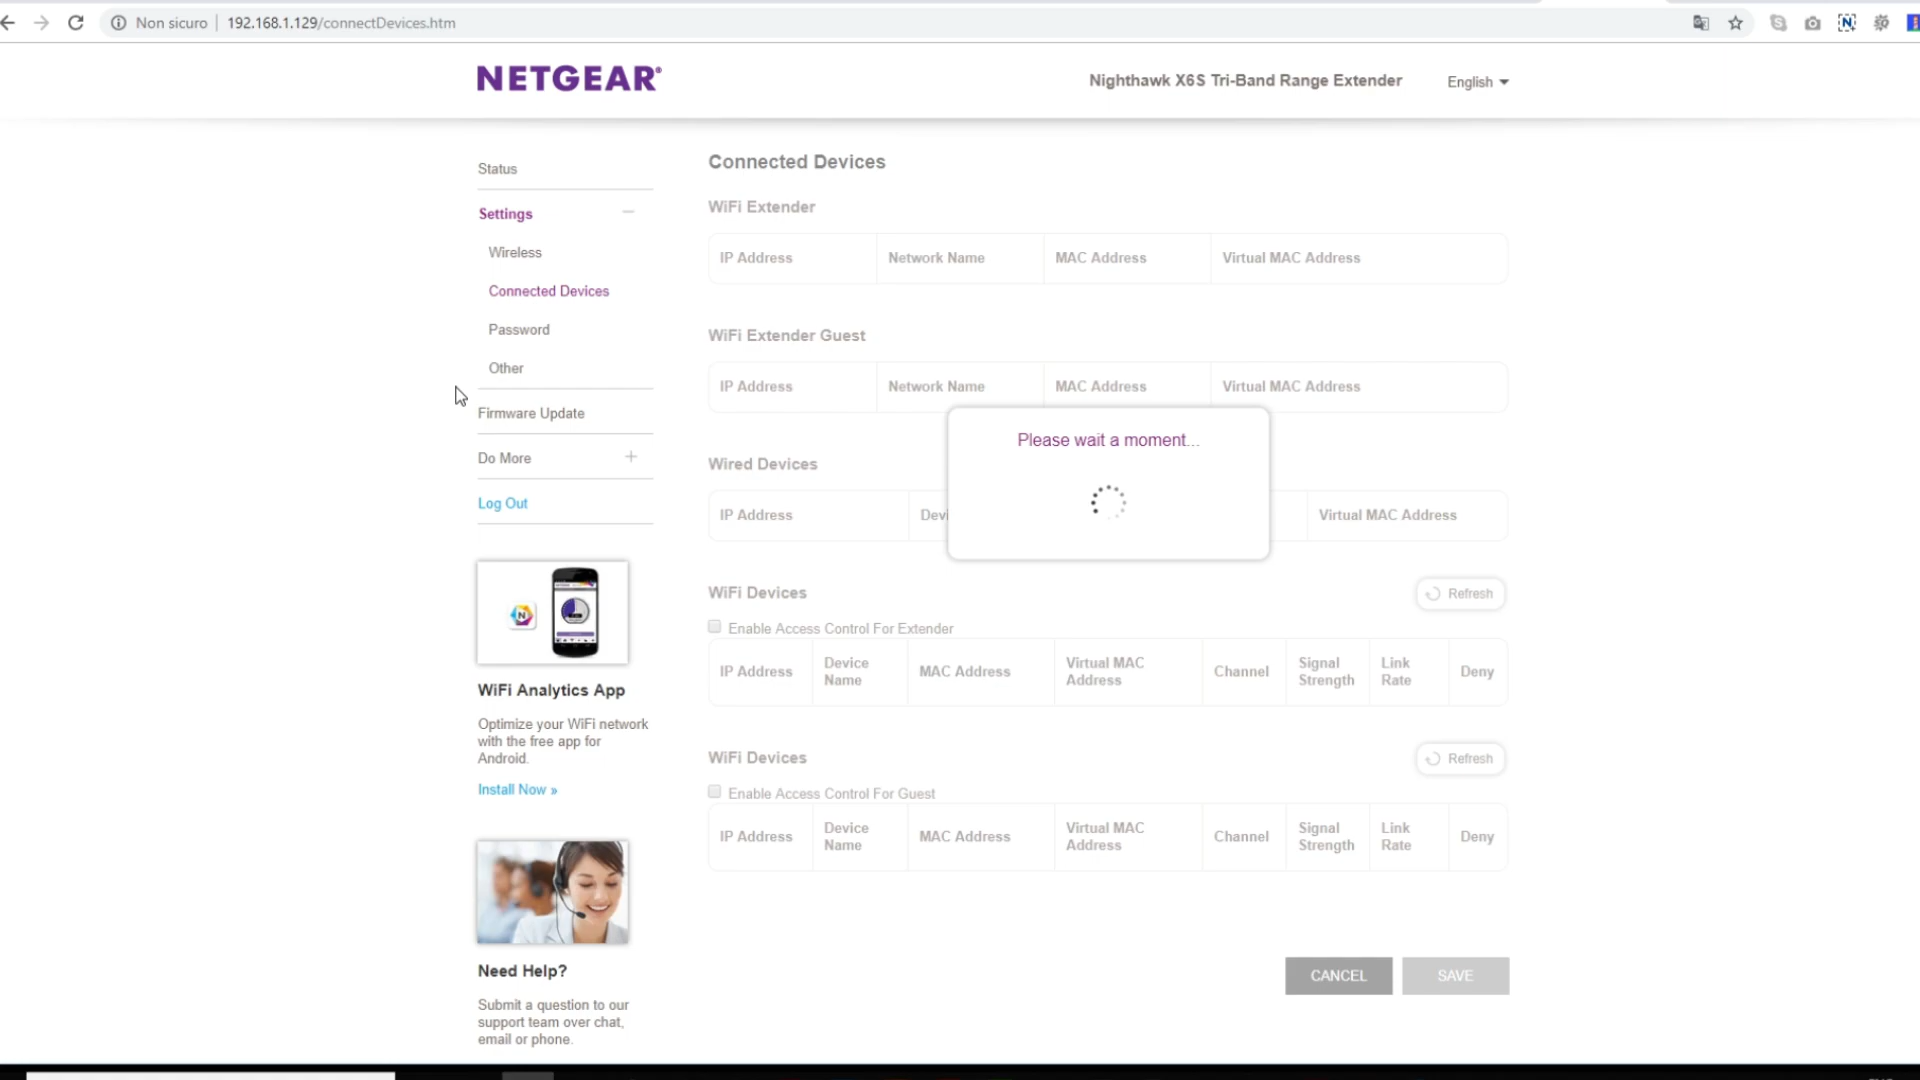 Non sicuro | 192.168.1.129/connectDevices.htm
NETGEAR®
Nighthawk X6S Tri-Band Range Extender
English
Status
Settings
Wireless
Connected Devices
Password
Other
Firmware Update
Do More
Log Out
WiFi Analytics App
Optimize your WiFi network
with the free app for
Android.
Install Now »
Need Help?
Submit a question to our
support team over chat,
email or phone.
Connected Devices
WiFi Extender
IP Address Network Name MAC Address Virtual MAC Address
WiFi Extender Guest
IP Address Network Name MAC Address Virtual MAC Address
Please wait a moment...
Wired Devices
IP Address Devi Virtual MAC Address
WiFi Devices Refresh
Enable Access Control For Extender
IP Address Device Name MAC Address Virtual MAC Address Channel Signal Strength Link Rate Deny
WiFi Devices Refresh
Enable Access Control For Guest
IP Address Device Name MAC Address Virtual MAC Address Channel Signal Strength Link Rate Deny
CANCEL SAVE